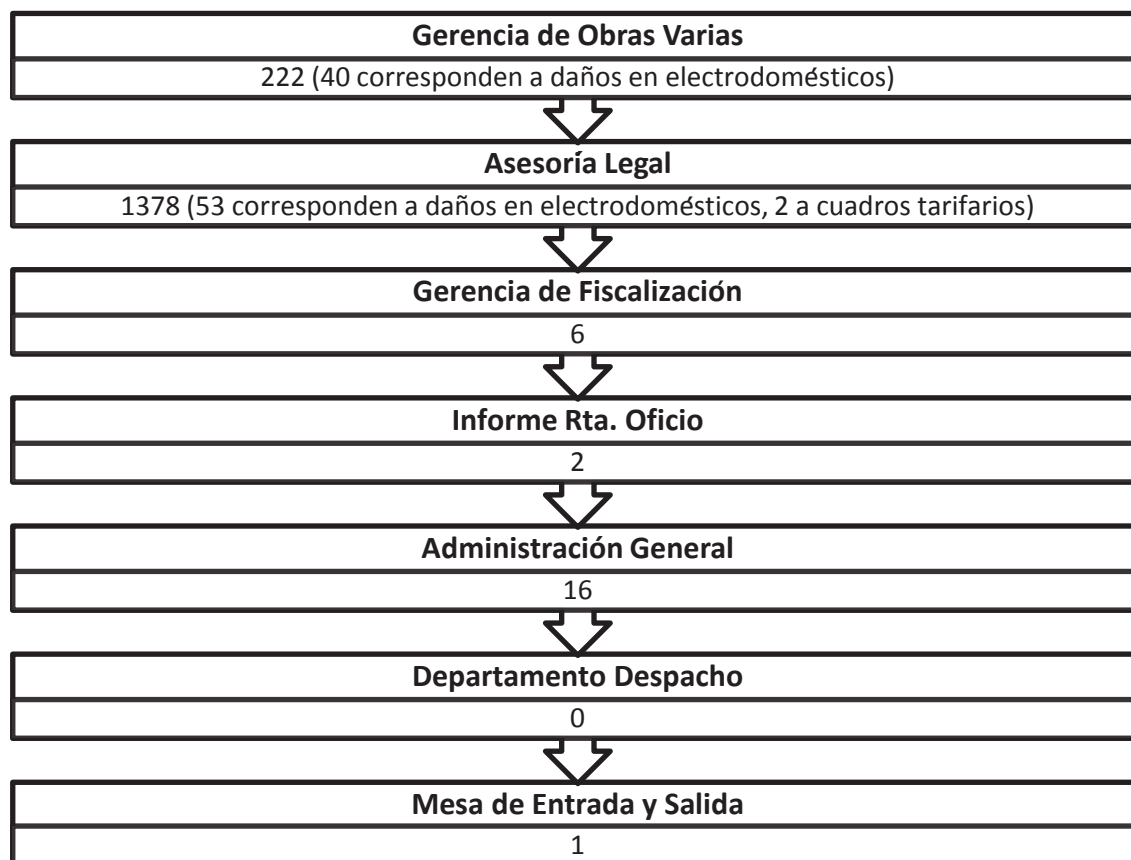 Gerencia de Obras Varias
222 (40 corresponden a daños en electrodomésticos)
Asesoría Legal
1378 (53 corresponden a daños en electrodomésticos, 2 a cuadros tarifarios)
Gerencia de Fiscalización
6
Informe Rta. Oficio
2
Administración General
16
Departamento Despacho
0
Mesa de Entrada y Salida
1